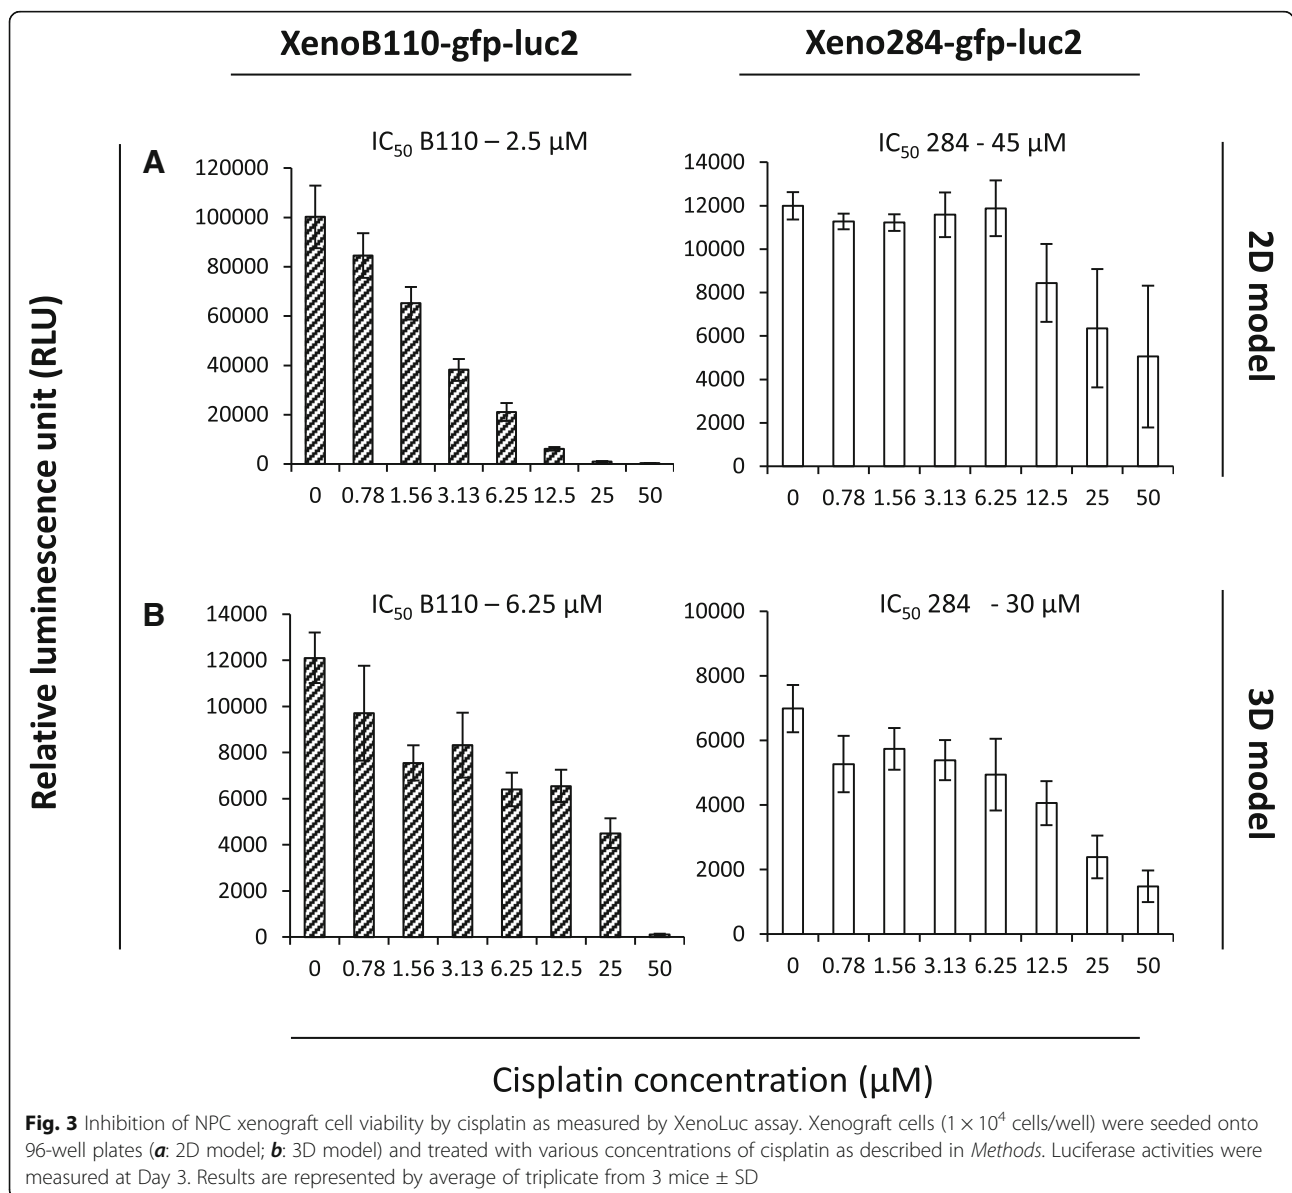 XenoB110-gfp-luc2
Xeno284-gfp-luc2
Relative luminescence unit (RLU)
A
IC50 B110 – 2.5 µM
120000
100000
80000
60000
40000
20000
0
0 0.78 1.56 3.13 6.25 12.5 25 50
IC50 284 - 45 µM
14000
12000
10000
8000
6000
4000
2000
0
0 0.78 1.56 3.13 6.25 12.5 25 50
2D model
B
IC50 B110 – 6.25 µM
14000
12000
10000
8000
6000
4000
2000
0
0 0.78 1.56 3.13 6.25 12.5 25 50
IC50 284 - 30 µM
10000
8000
6000
4000
2000
0
0 0.78 1.56 3.13 6.25 12.5 25 50
3D model
Cisplatin concentration (µM)
Fig. 3 Inhibition of NPC xenograft cell viability by cisplatin as measured by XenoLuc assay. Xenograft cells (1 × 10⁴ cells/well) were seeded onto
96-well plates (a: 2D model; b: 3D model) and treated with various concentrations of cisplatin as described in Methods. Luciferase activities were
measured at Day 3. Results are represented by average of triplicate from 3 mice ± SD